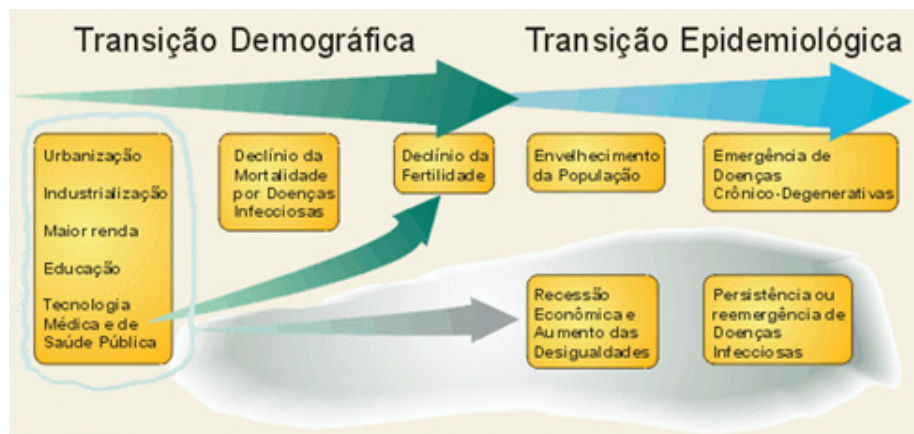 Transição Demográfica
Transição Epidemiológica
Urbanização
Industrialização
Maior renda
Educação
Tecnologia
Médica e de
Saúde Pública
Declínio da
Mortalidade
por Doenças
Infecciosas
Declínio da
Fertilidade
Envelhecimento
da População
Emergência de
Doenças
Crônico-Degenerativas
Recessão
Econômica e
Aumento das
Desigualdades
Persistência ou
reemergência de
Doenças
Infecciosas